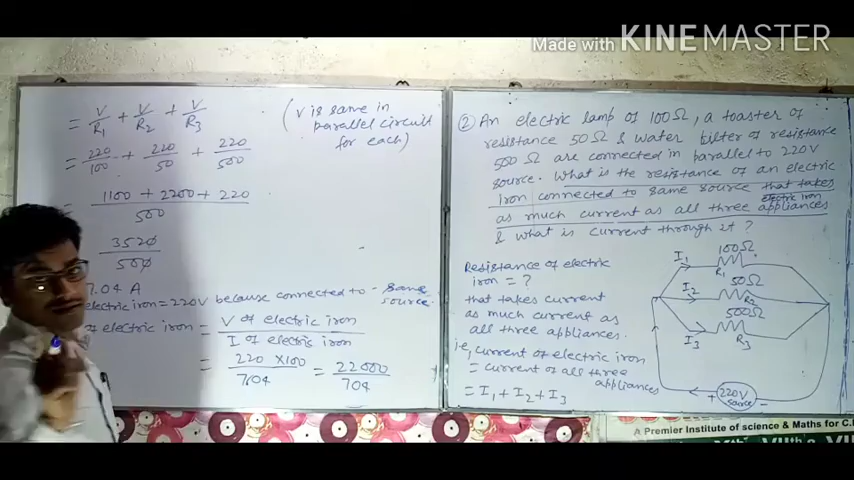 Made with KINEMASTER
= V/R1 + V/R2 + V/R3
(V is same in
parallel circuit
for each)
= 220/100 + 220/50 + 220/500
= 1100 + 2200 + 220 / 500
3520 / 500
7.04 A
electric iron = 220V because connected to same
source.
of electric iron = V of electric iron / I of electric iron
= 220 × 100 / 704 = 22000 / 704
② An electric lamp of 100Ω, a toaster of
resistance 50Ω & water filter of resistance
500Ω are connected in parallel to 220V
source. What is the resistance of an electric
iron connected to same source that takes
as much current as all three appliances
electric iron
& what is current through it?
Resistance of electric
iron = ?
that takes current
as much current as
all three appliances.
i.e, current of electric iron
= current of all three
appliances
= I1 + I2 + I3
I1 100Ω R1
I2 50Ω R2
I3 500Ω R3
+ 220V source -
A Premier Institute of science & Maths for C.